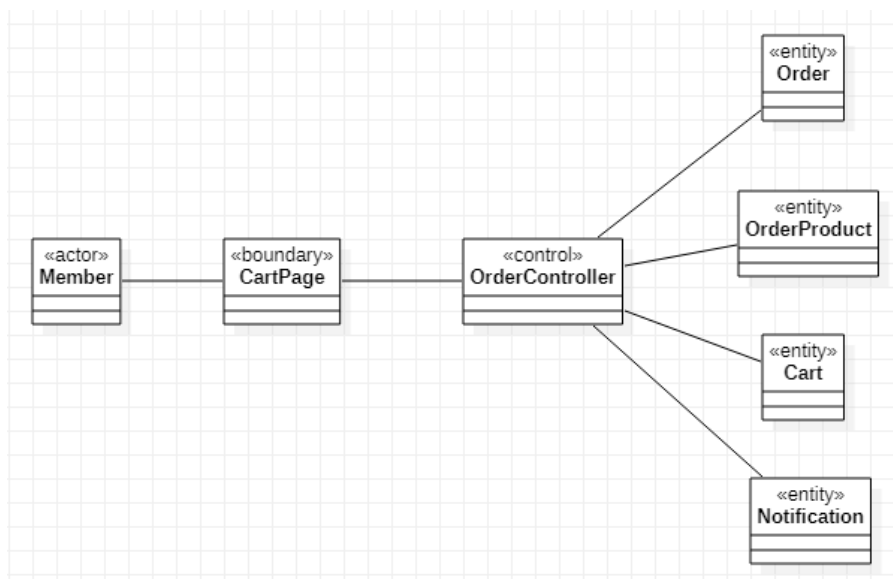 «actor»
Member
«boundary»
CartPage
«control»
OrderController
«entity»
Order
«entity»
OrderProduct
«entity»
Cart
«entity»
Notification